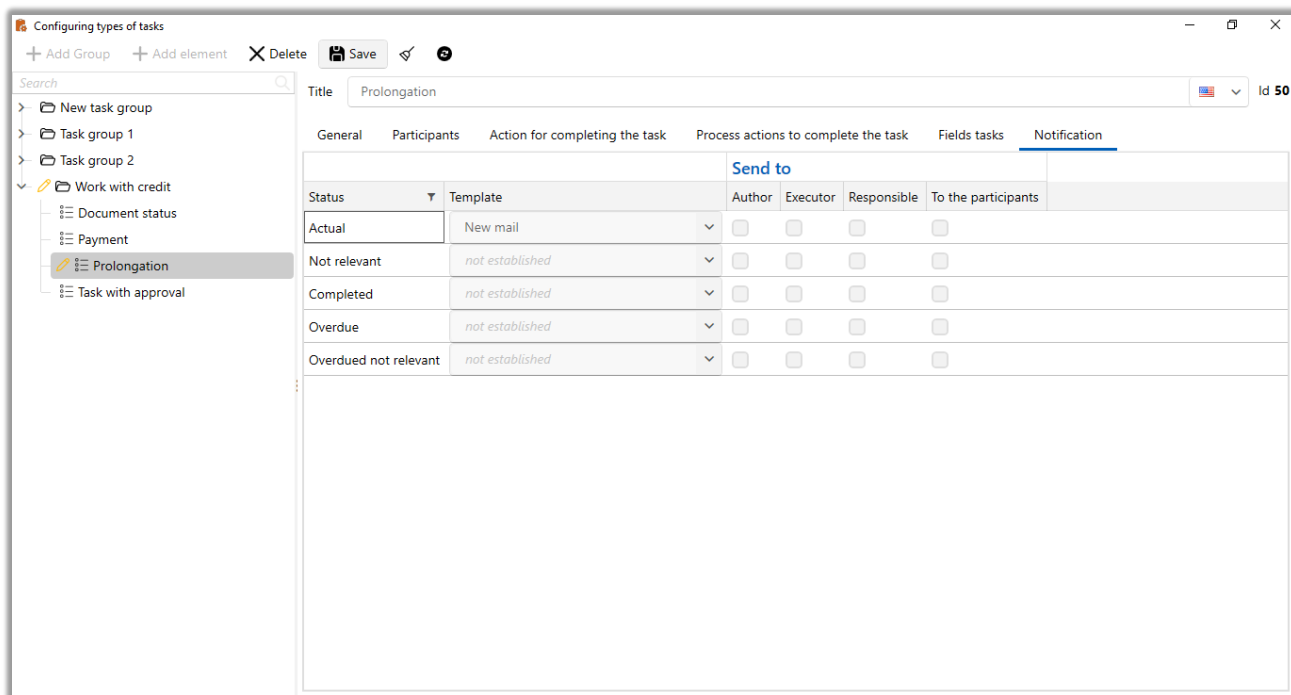 Configuring types of tasks
Add Group Add element Delete Save
Search
Title Prolongation Id 50
New task group
Task group 1
Task group 2
Work with credit
Document status
Payment
Prolongation
Task with approval
General Participants Action for completing the task Process actions to complete the task Fields tasks Notification
Send to
Status Template Author Executor Responsible To the participants
Actual New mail
Not relevant not established
Completed not established
Overdue not established
Overdued not relevant not established